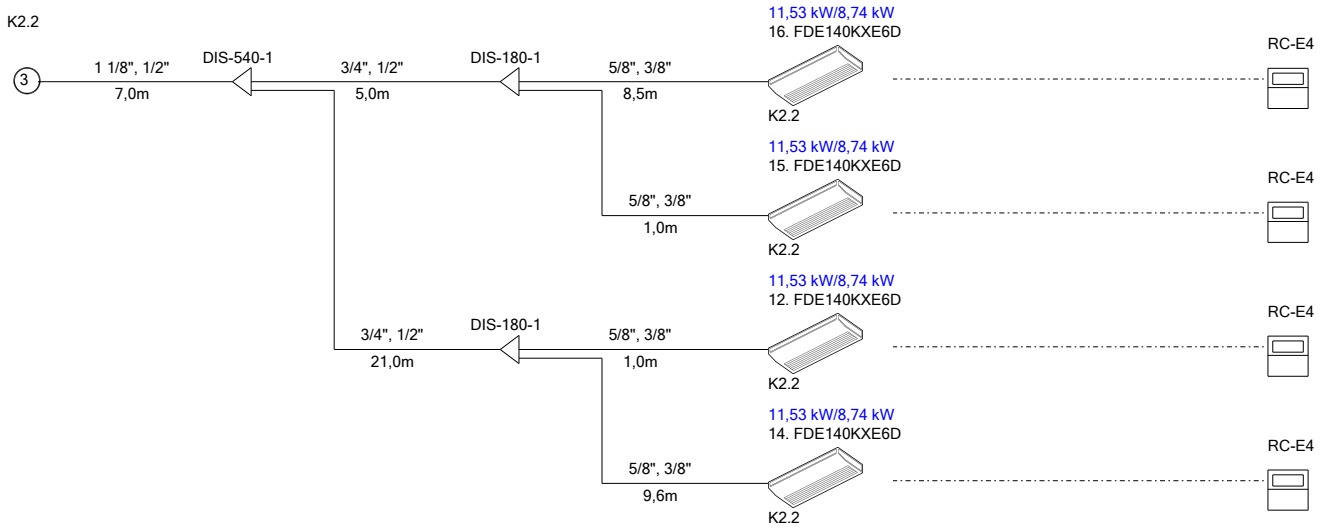 K2.2
11,53 kW/8,74 kW
16. FDE140KXE6D
RC-E4
3
1 1/8", 1/2"
DIS-540-1
3/4", 1/2"
DIS-180-1
5/8", 3/8"
7,0m
5,0m
8,5m
K2.2
11,53 kW/8,74 kW
15. FDE140KXE6D
RC-E4
5/8", 3/8"
1,0m
K2.2
11,53 kW/8,74 kW
12. FDE140KXE6D
RC-E4
3/4", 1/2"
DIS-180-1
5/8", 3/8"
21,0m
1,0m
K2.2
11,53 kW/8,74 kW
14. FDE140KXE6D
RC-E4
5/8", 3/8"
9,6m
K2.2